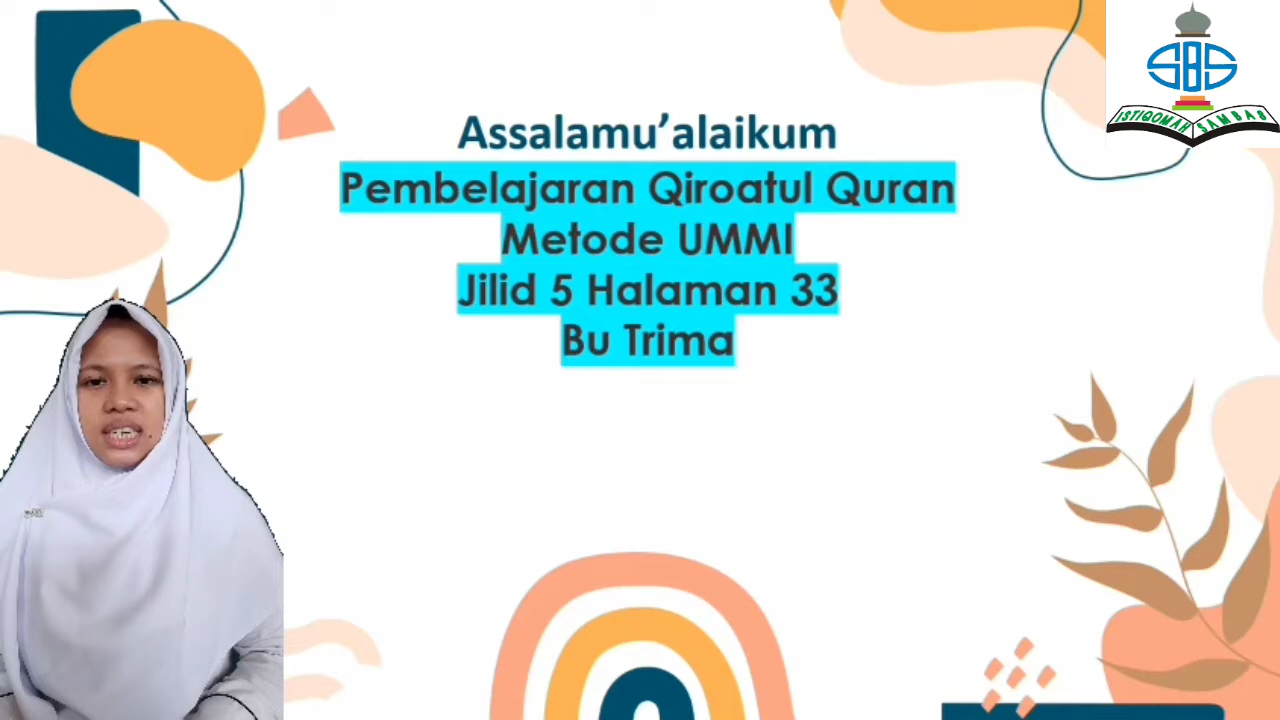 Assalamu’alaikum
Pembelajaran Qiroatul Quran
Metode UMMI
Jilid 5 Halaman 33
Bu Trima
SBS
ISTIQOMAH SAMBAS